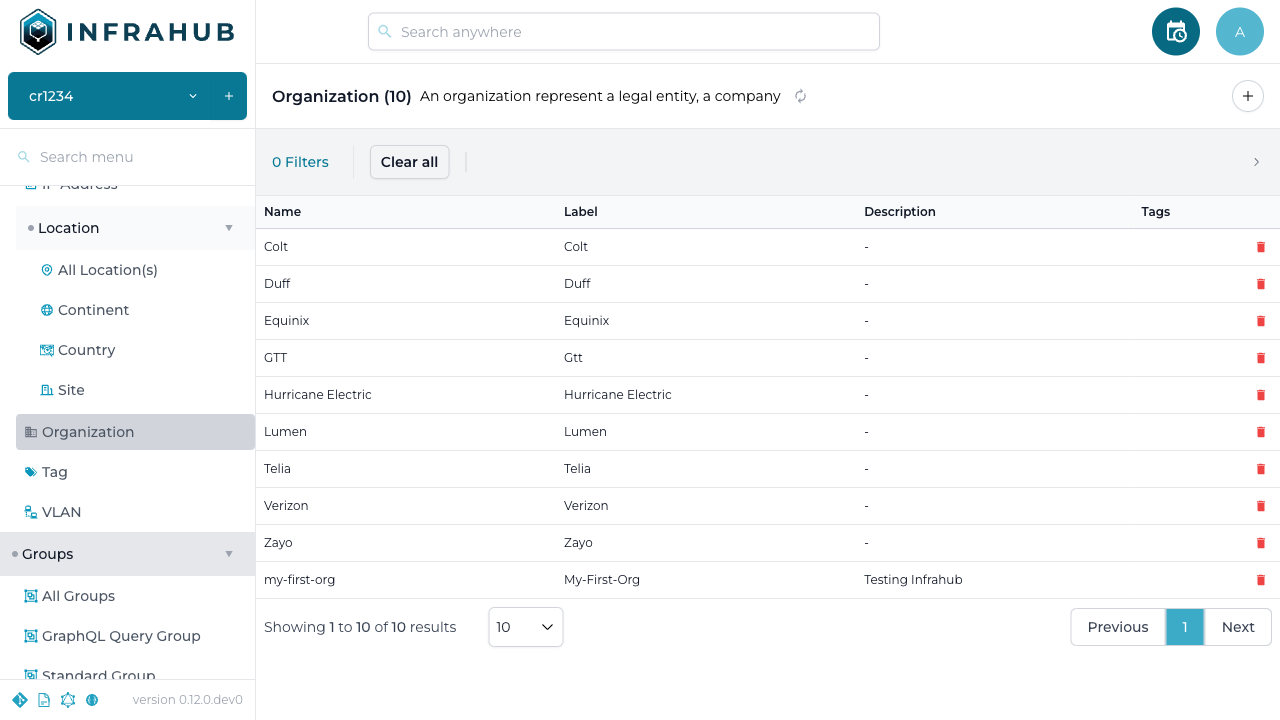 INFRAHUB
Search anywhere
A
cr1234
Organization (10) An organization represent a legal entity, a company
Search menu
0 Filters
Clear all
IP Address
Location
All Location(s)
Continent
Country
Site
Organization
Tag
VLAN
Groups
All Groups
GraphQL Query Group
Standard Group
version 0.12.0.dev0
Name Label Description Tags
Colt Colt -
Duff Duff -
Equinix Equinix -
GTT Gtt -
Hurricane Electric Hurricane Electric -
Lumen Lumen -
Telia Telia -
Verizon Verizon -
Zayo Zayo -
my-first-org My-First-Org Testing Infrahub
Showing 1 to 10 of 10 results 10 Previous 1 Next